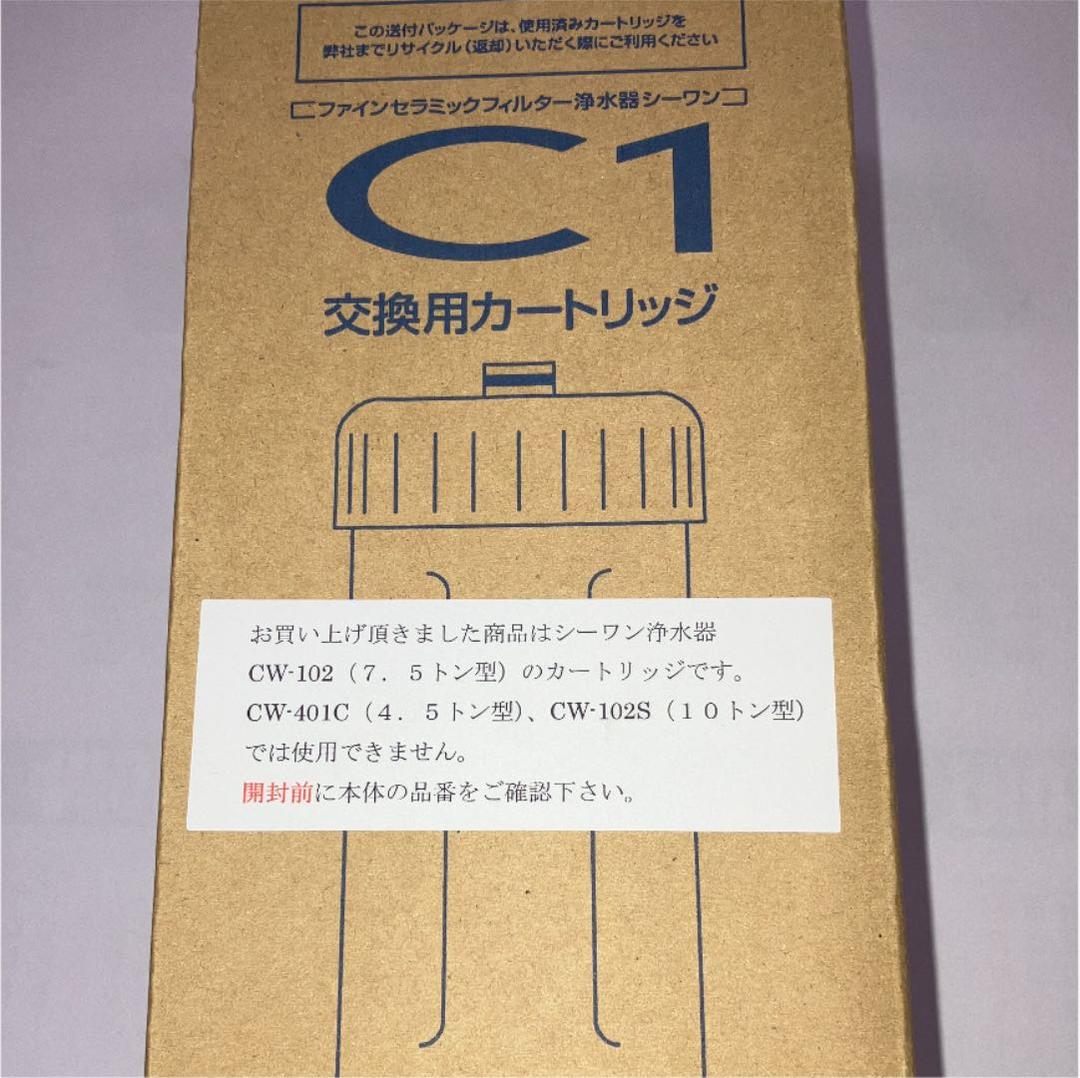 この送付パッケージは、使用済みカートリッジを
弊社までリサイクル（返却）いただく際にご利用ください
ファインセラミックフィルター浄水器シーワン
C1
交換用カートリッジ
お買い上げ頂きました商品はシーワン浄水器
CW-102（７．５トン型）のカートリッジです。
CW-401C（４．５トン型）、CW-102S（１０トン型）
では使用できません。
開封前に本体の品番をご確認下さい。